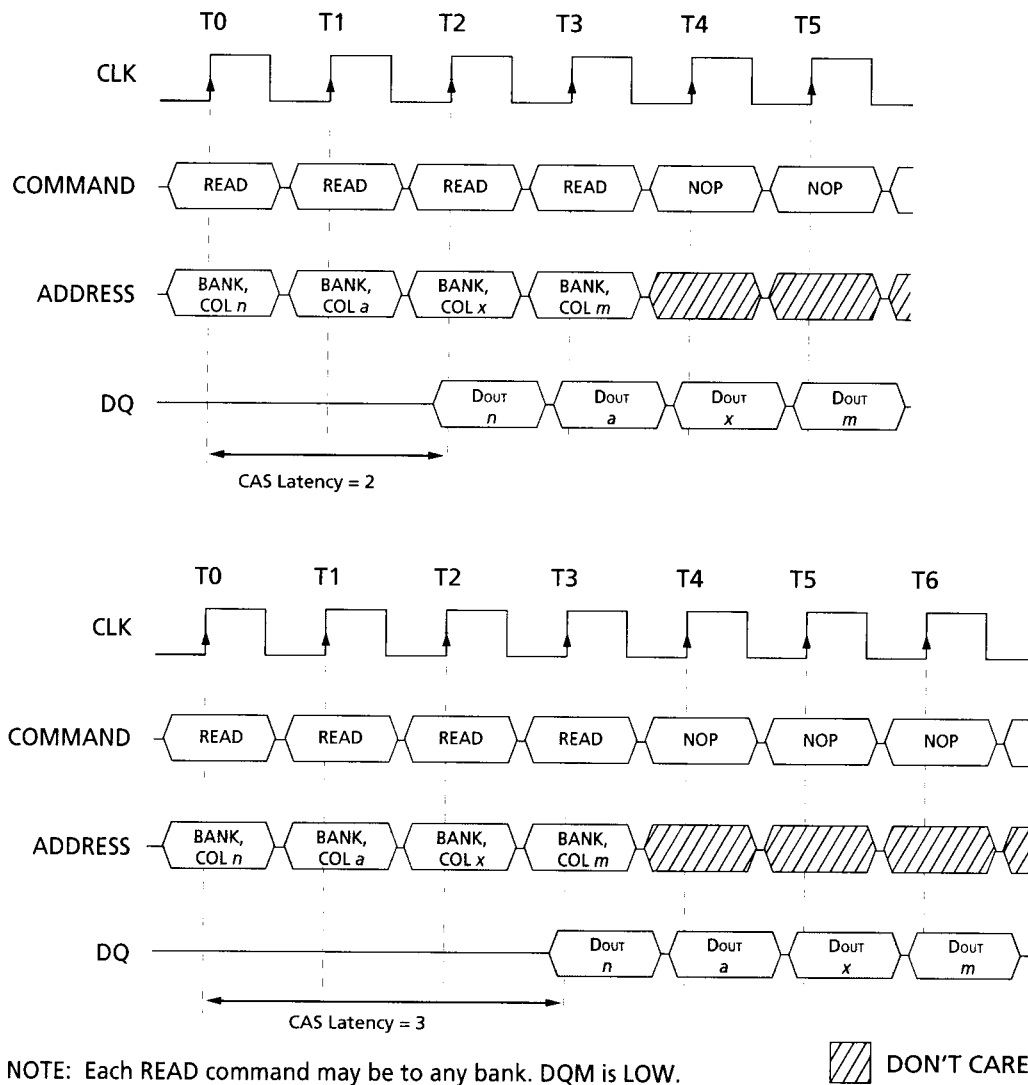 T0 T1 T2 T3 T4 T5
CLK
COMMAND READ READ READ READ NOP NOP
ADDRESS BANK, COL n BANK, COL a BANK, COL x BANK, COL m
DQ DOUT n DOUT a DOUT x DOUT m
CAS Latency = 2
T0 T1 T2 T3 T4 T5 T6
CLK
COMMAND READ READ READ READ NOP NOP NOP
ADDRESS BANK, COL n BANK, COL a BANK, COL x BANK, COL m
DQ DOUT n DOUT a DOUT x DOUT m
CAS Latency = 3
NOTE: Each READ command may be to any bank. DQM is LOW.
DON'T CARE